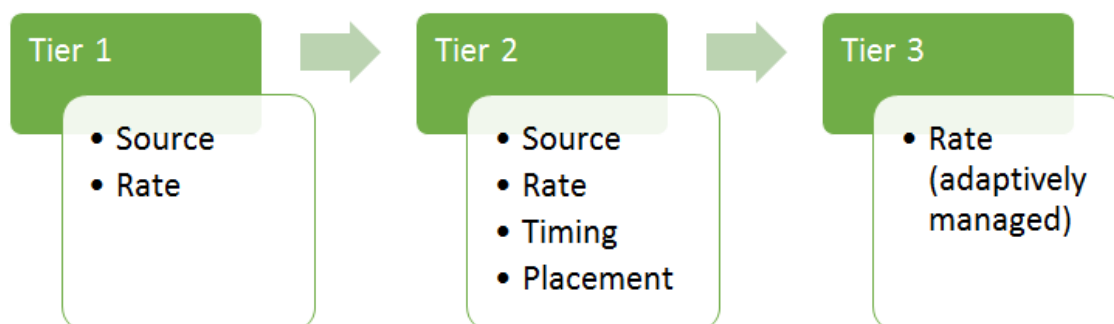 Tier 1
• Source
• Rate
Tier 2
• Source
• Rate
• Timing
• Placement
Tier 3
• Rate
(adaptively
managed)